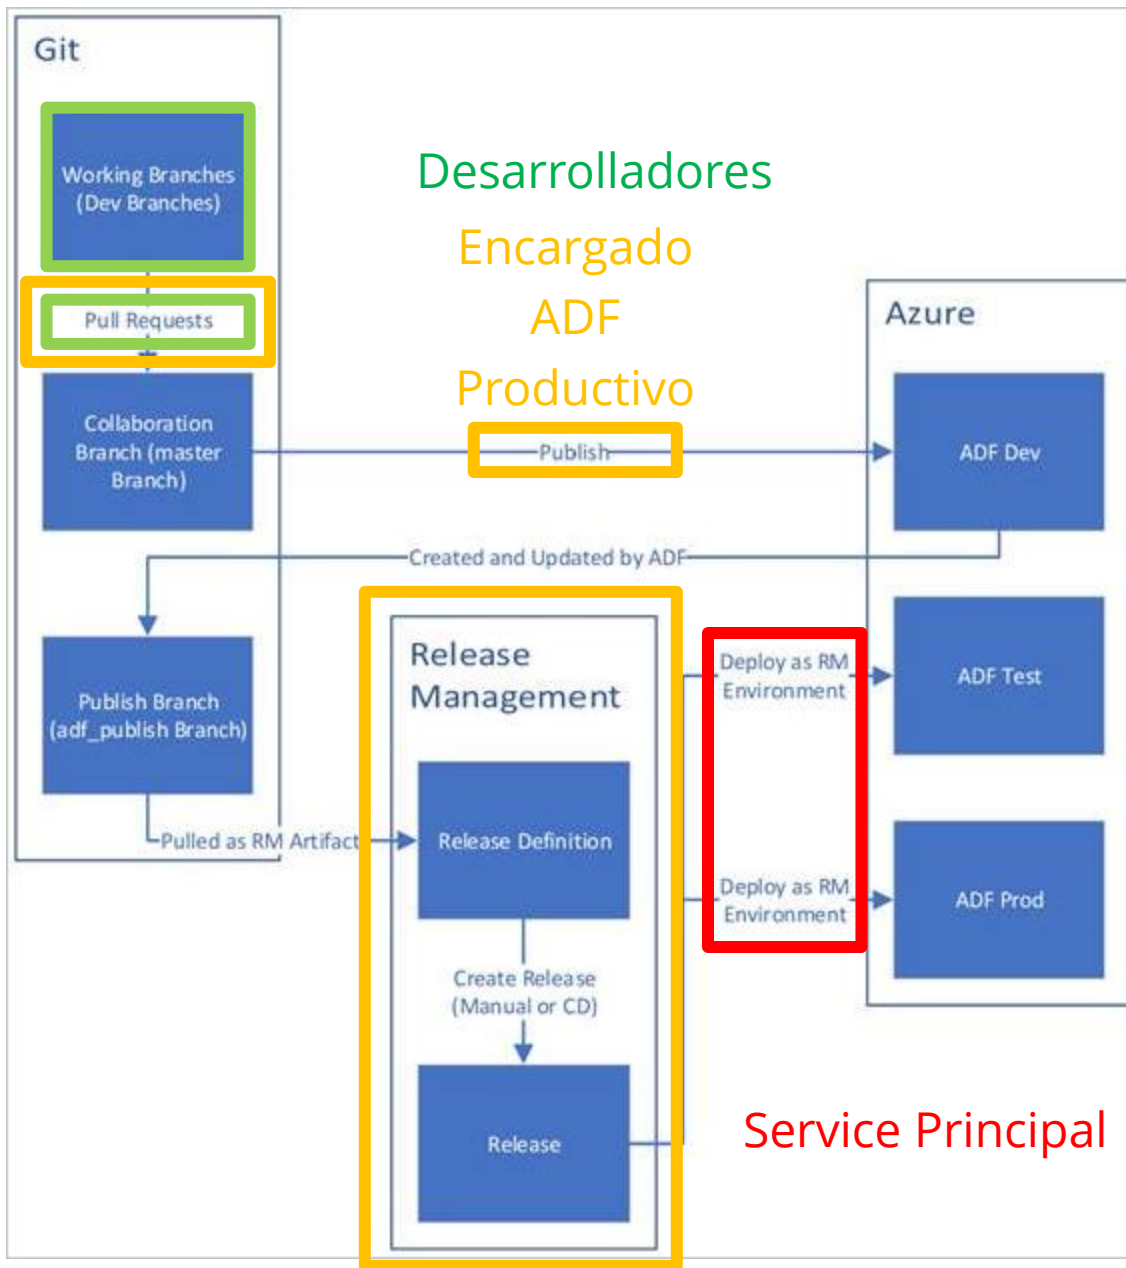 Git
Working Branches
(Dev Branches)
Pull Requests
Collaboration
Branch (master
Branch)
Desarrolladores
Encargado
ADF
Productivo
Publish
Azure
ADF Dev
Created and Updated by ADF
Publish Branch
(adf_publish Branch)
Pulled as RM Artifact
Release
Management
Release Definition
Create Release
(Manual or CD)
Release
Deploy as RM
Environment
ADF Test
Deploy as RM
Environment
ADF Prod
Service Principal